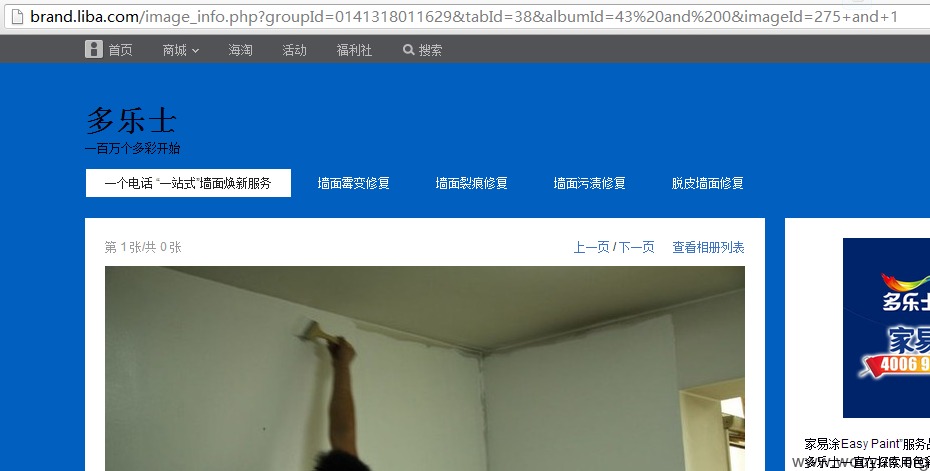 brand.liba.com/image_info.php?groupId=0141318011629&tabId=38&albumId=43%20and%200&imageId=275+and+1
首页 商城 海淘 活动 福利社 搜索
多乐士
一百万个多彩开始
一个电话 “一站式”墙面焕新服务 墙面霉变修复 墙面裂痕修复 墙面污渍修复 脱皮墙面修复
第 1 张/共 0 张 上一页 / 下一页 查看相册列表
多乐士
家易
4006 9
家易涂Easy Paint"服务品
多乐士一直在探索用色彩